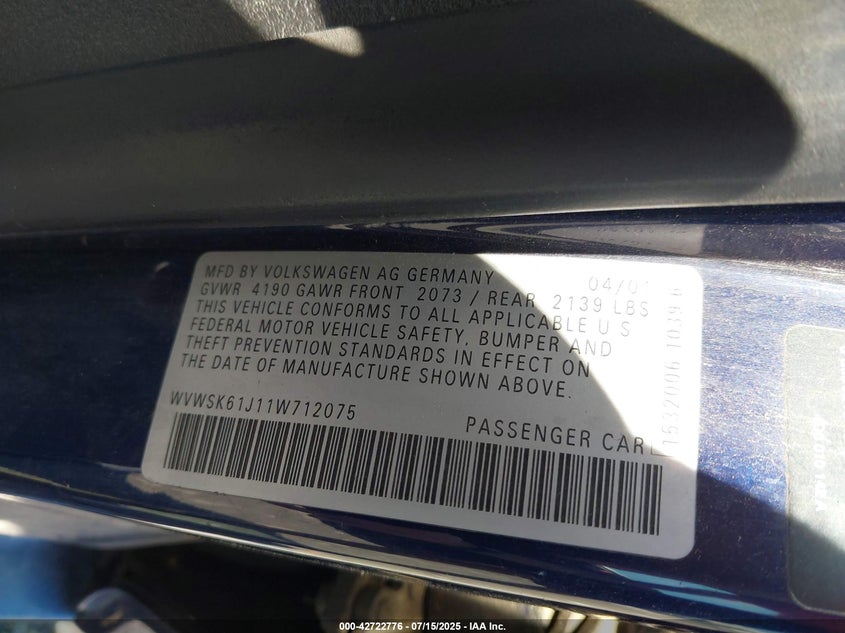 MFD BY VOLKSWAGEN AG GERMANY 04/01
GVWR 4190 GAWR FRONT 2073 / REAR 2139 LBS
THIS VEHICLE CONFORMS TO ALL APPLICABLE U S
FEDERAL MOTOR VEHICLE SAFETY, BUMPER AND
THEFT PREVENTION STANDARDS IN EFFECT ON
THE DATE OF MANUFACTURE SHOWN ABOVE.
WVWSK61J11W712075
PASSENGER CAR
000-42722776 - 07/15/2025 - IAA Inc.